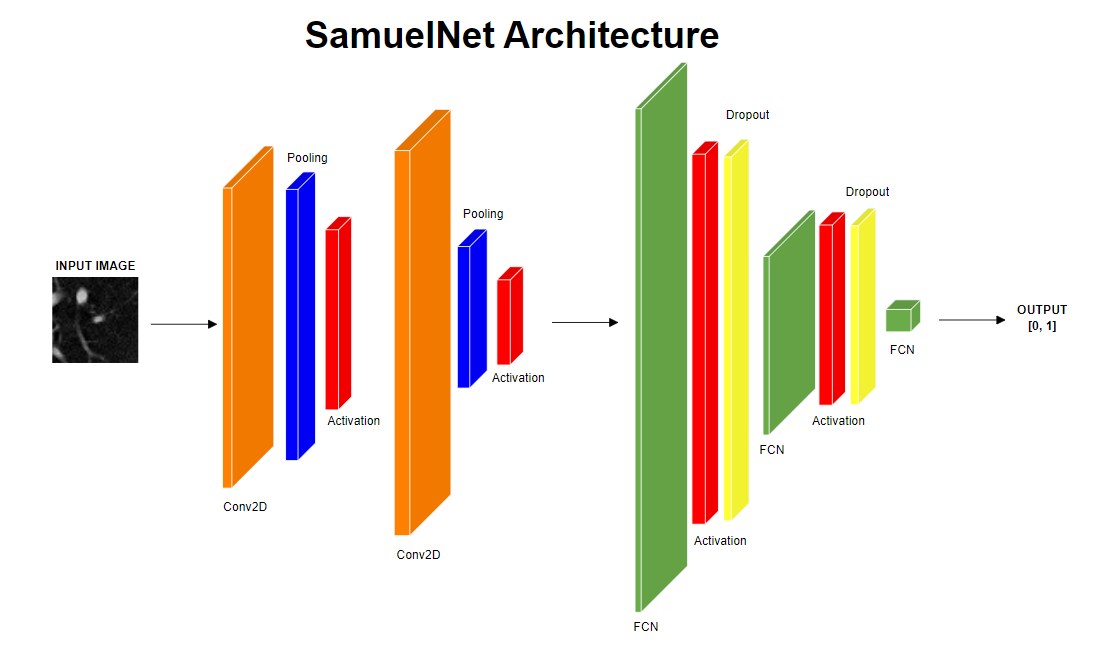 SamuelNet Architecture
INPUT IMAGE
Conv2D
Pooling
Activation
Conv2D
Pooling
Activation
FCN
Activation
Dropout
FCN
Activation
Dropout
FCN
OUTPUT
[0, 1]